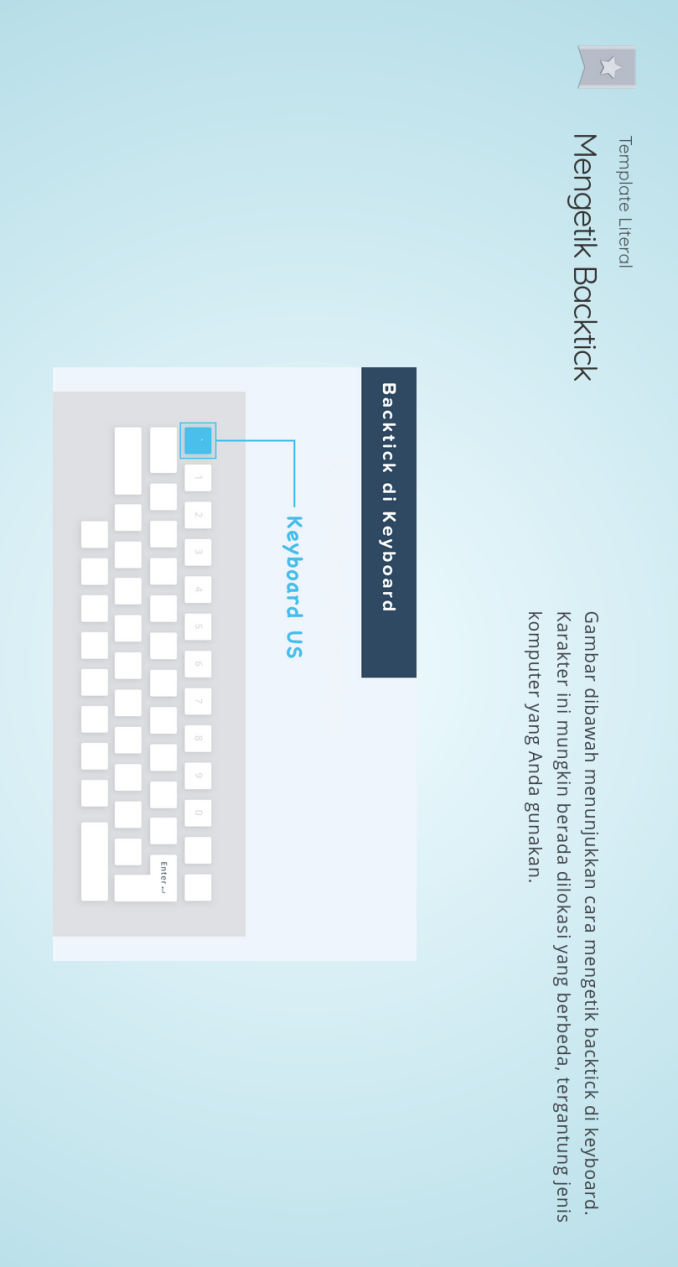 Template Literal
Mengetik Backtick
Gambar dibawah menunjukkan cara mengetik backtick di keyboard.
Karakter ini mungkin berada dilokasi yang berbeda, tergantung jenis
komputer yang Anda gunakan.
Backtick di Keyboard
Keyboard US
` 1 2 3 4 5 6 7 8 9 0
Enter ↵